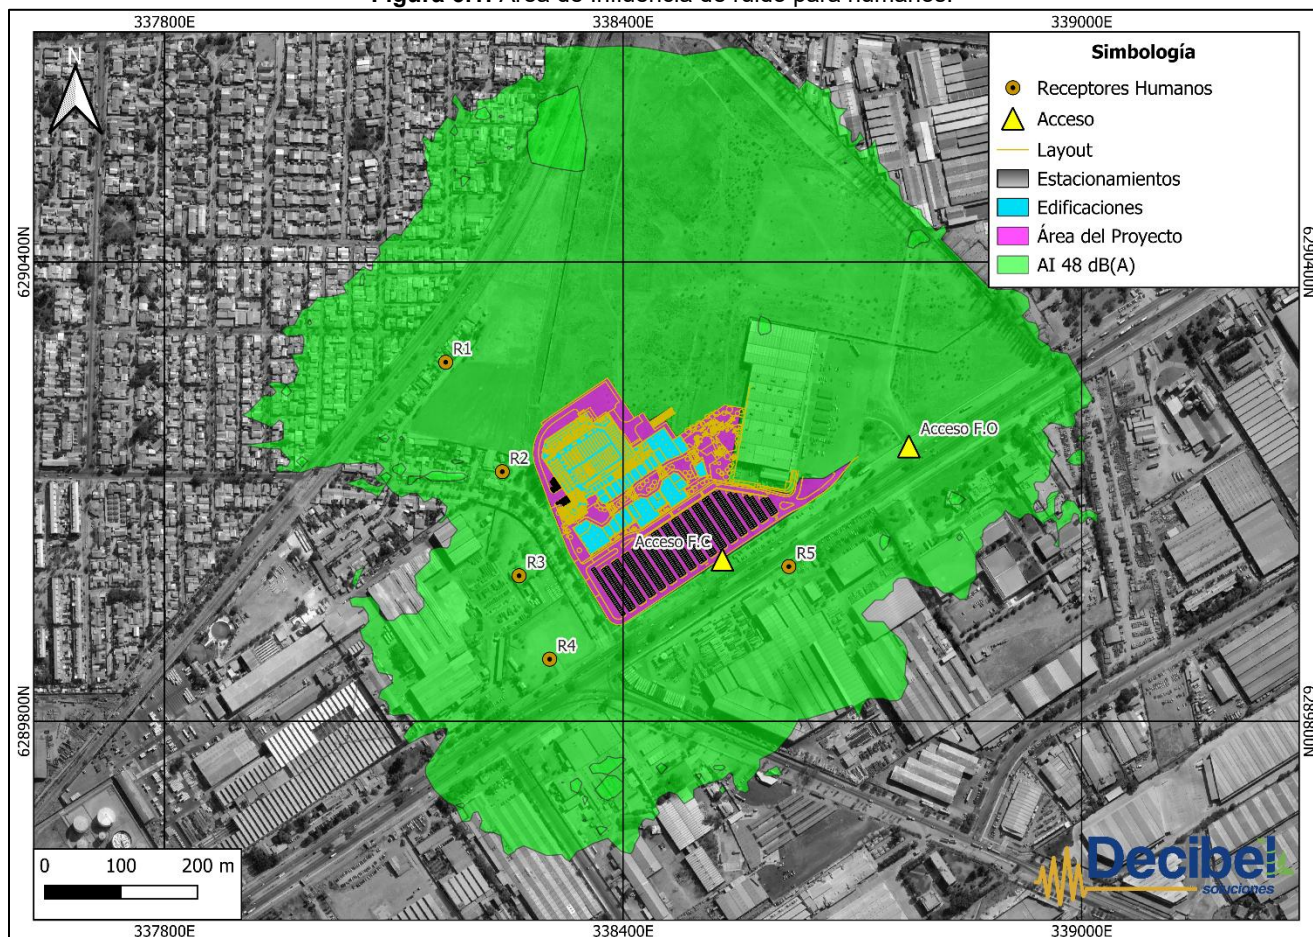 Figura 6.1. Área de Influencia de ruido para humanos.
337800E
338400E
339000E
N
Simbología
Receptores Humanos
Acceso
Layout
Estacionamientos
Edificaciones
Área del Proyecto
AI 48 dB(A)
6290400N
6290400N
R1
Acceso F.O
R2
Acceso F.C
R5
R3
R4
6289800N
6289800N
0 100 200 m
Decibel
soluciones
337800E
338400E
339000E